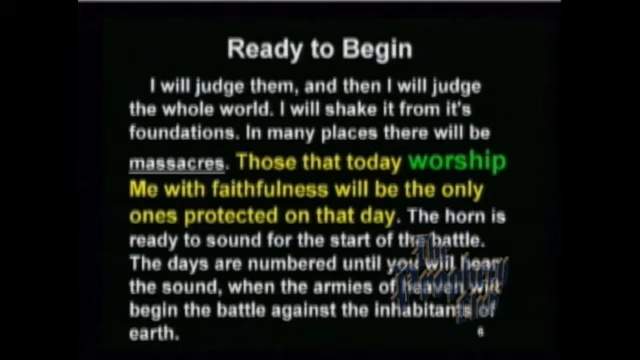 Ready to Begin
I will judge them, and then I will judge
the whole world. I will shake it from it's
foundations. In many places there will be
massacres. Those that today worship
Me with faithfulness will be the only
ones protected on that day. The horn is
ready to sound for the start of the battle.
The days are numbered until you will hear
the sound, when the armies of heaven will
begin the battle against the inhabitants of
earth.
6
The Prophecy Club